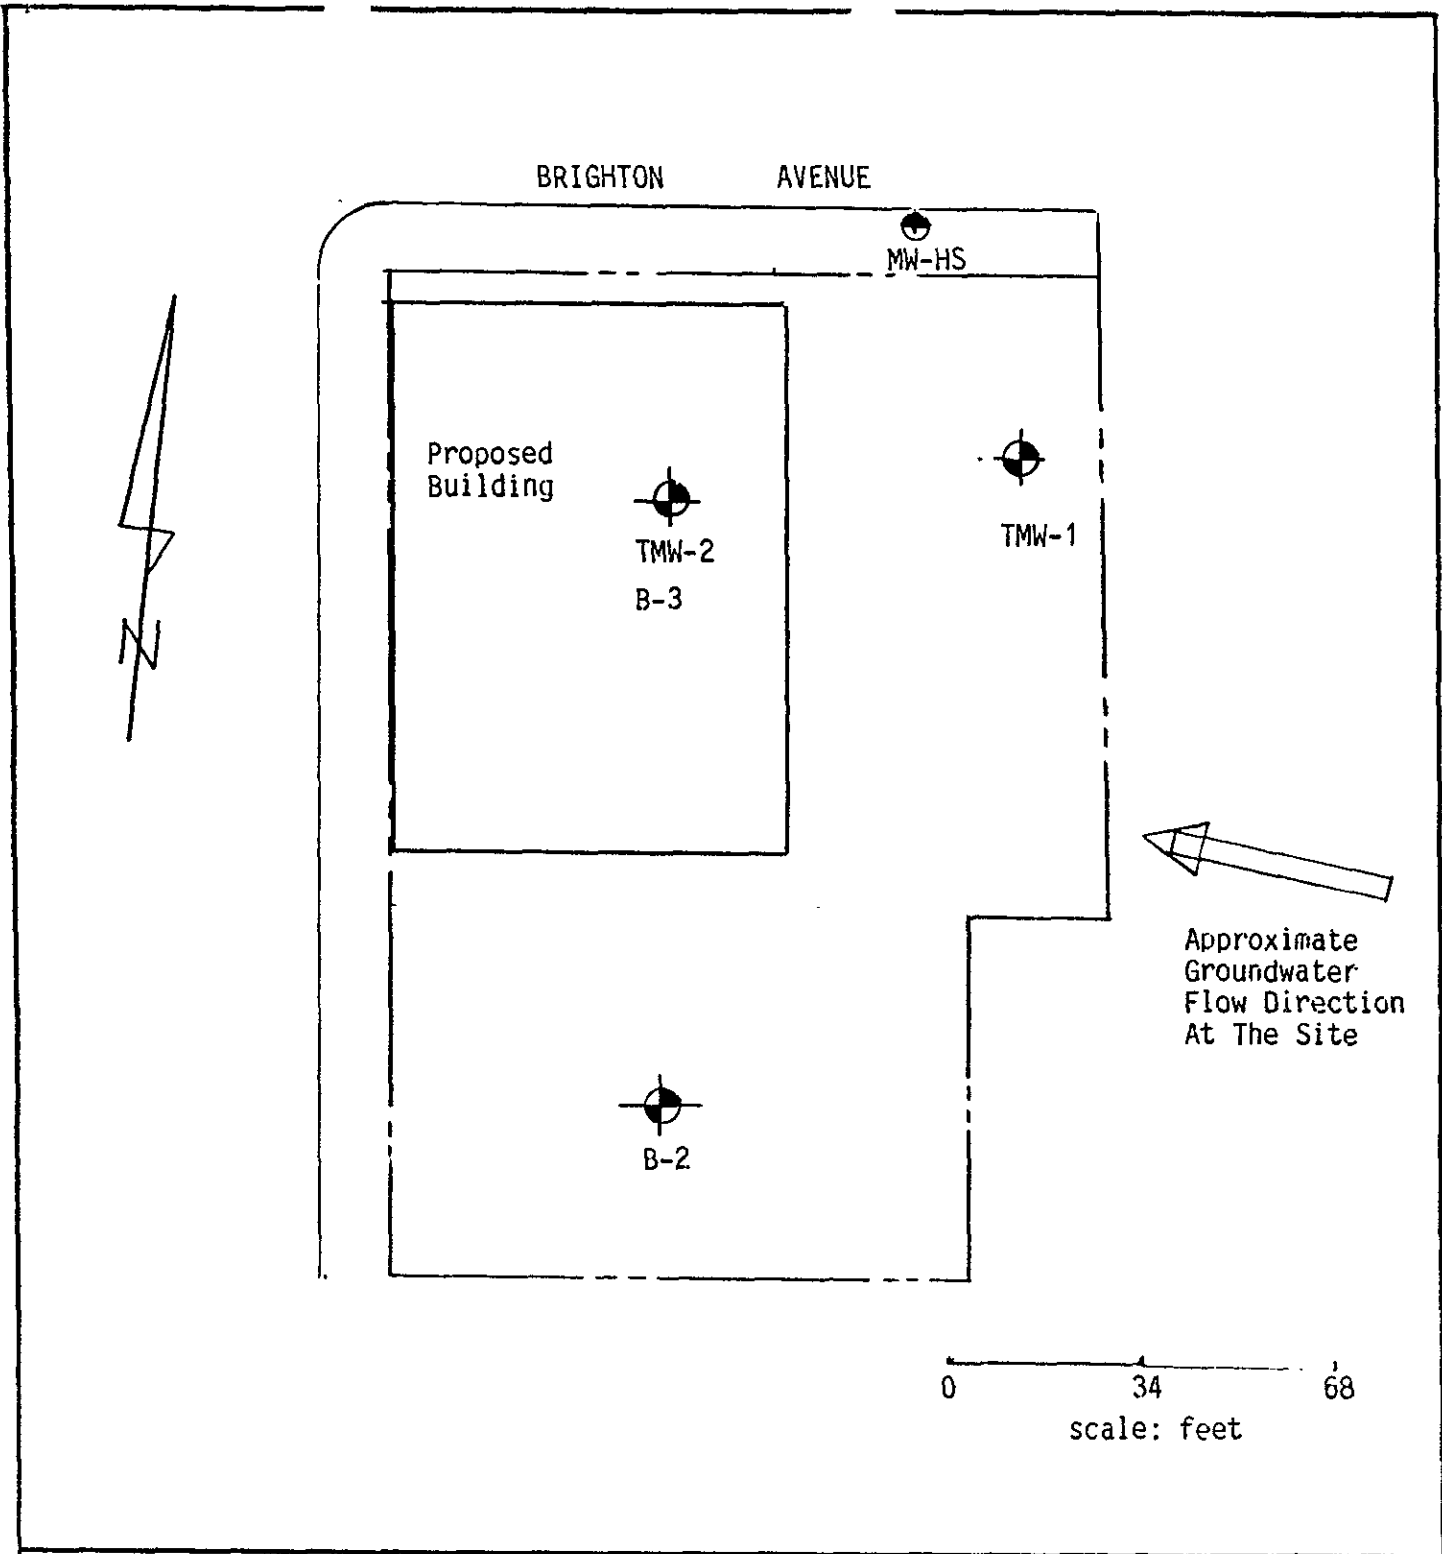 BRIGHTON AVENUE
MW-HS
Proposed
Building
TMW-2
B-3
TMW-1
N
Approximate
Groundwater
Flow Direction
At The Site
B-2
0 34 68
scale: feet